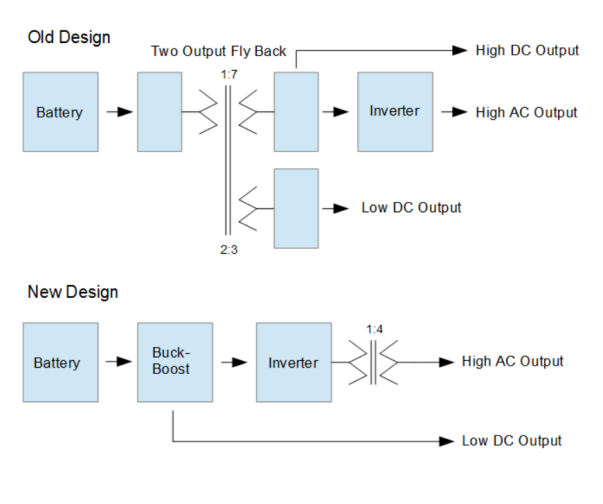 Old Design
Two Output Fly Back
High DC Output
1:7
Battery
Inverter
High AC Output
Low DC Output
2:3
New Design
1:4
Battery
Buck-
Boost
Inverter
High AC Output
Low DC Output